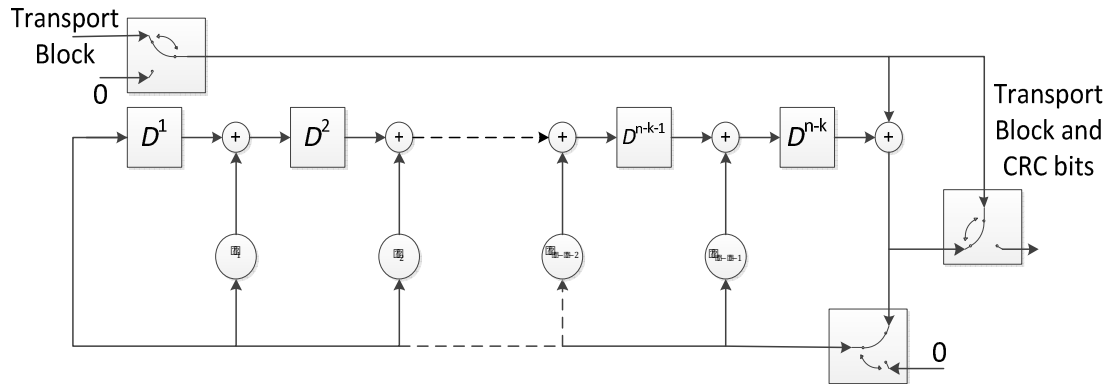 Transport
Block
0
D1
+
D2
+
+
Dn-k-1
+
Dn-k
+
Transport
Block and
CRC bits
0